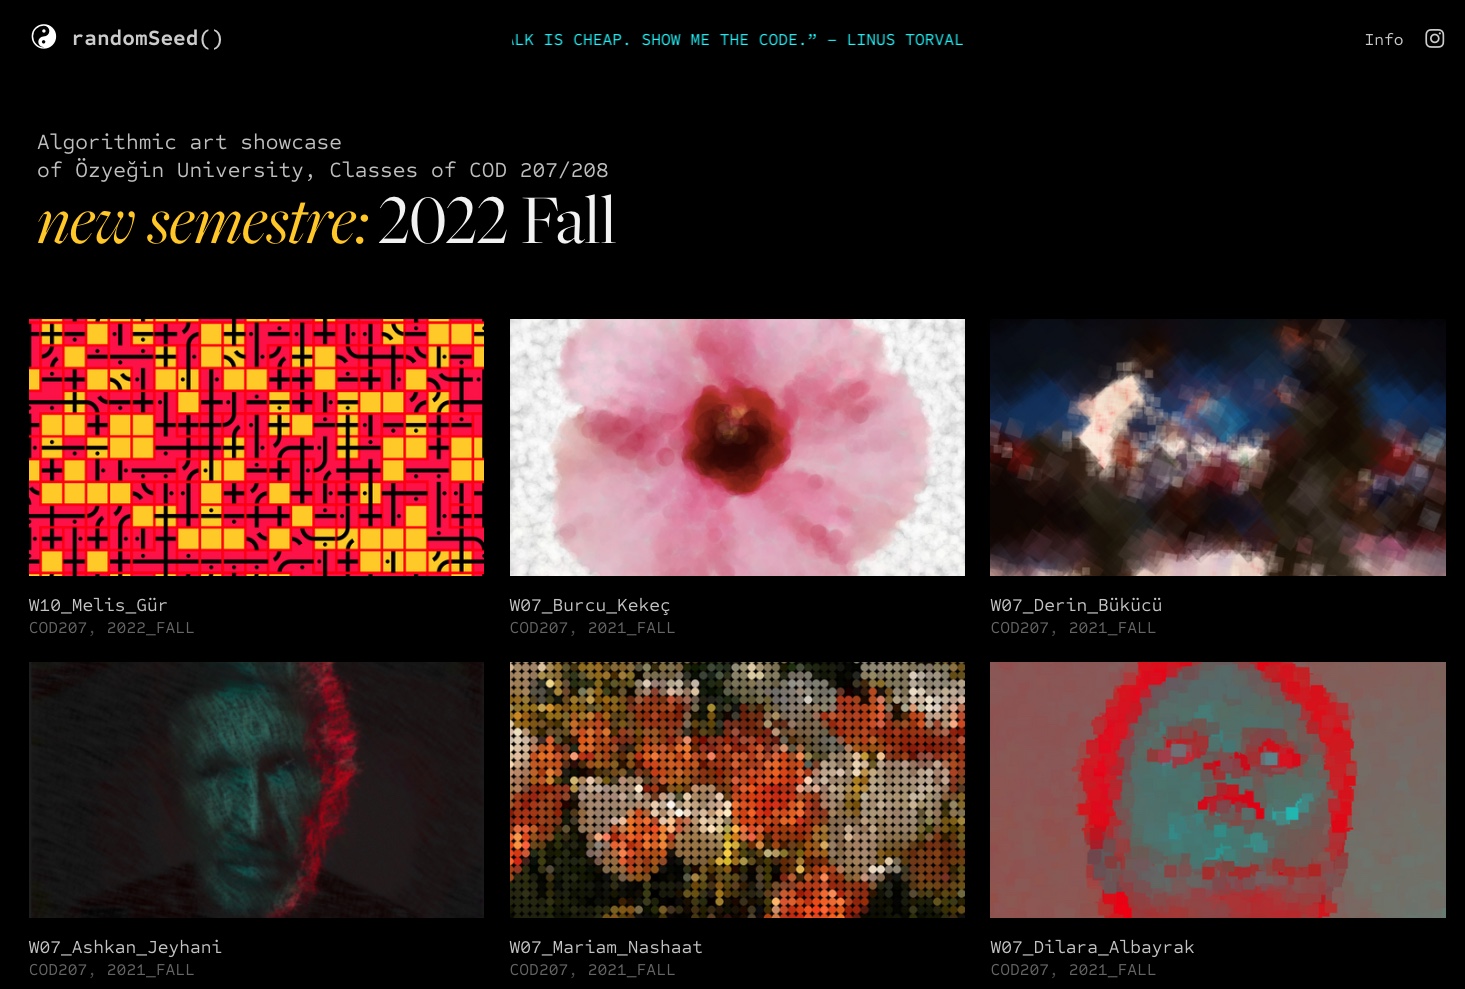 randomSeed()
LK IS CHEAP. SHOW ME THE CODE.” – LINUS TORVAL
Info
Algorithmic art showcase
of Özyeğin University, Classes of COD 207/208
new semestre: 2022 Fall
W10_Melis_Gür
COD207, 2022_FALL
W07_Burcu_Kekeç
COD207, 2021_FALL
W07_Derin_Bükücü
COD207, 2021_FALL
W07_Ashkan_Jeyhani
COD207, 2021_FALL
W07_Mariam_Nashaat
COD207, 2021_FALL
W07_Dilara_Albayrak
COD207, 2021_FALL